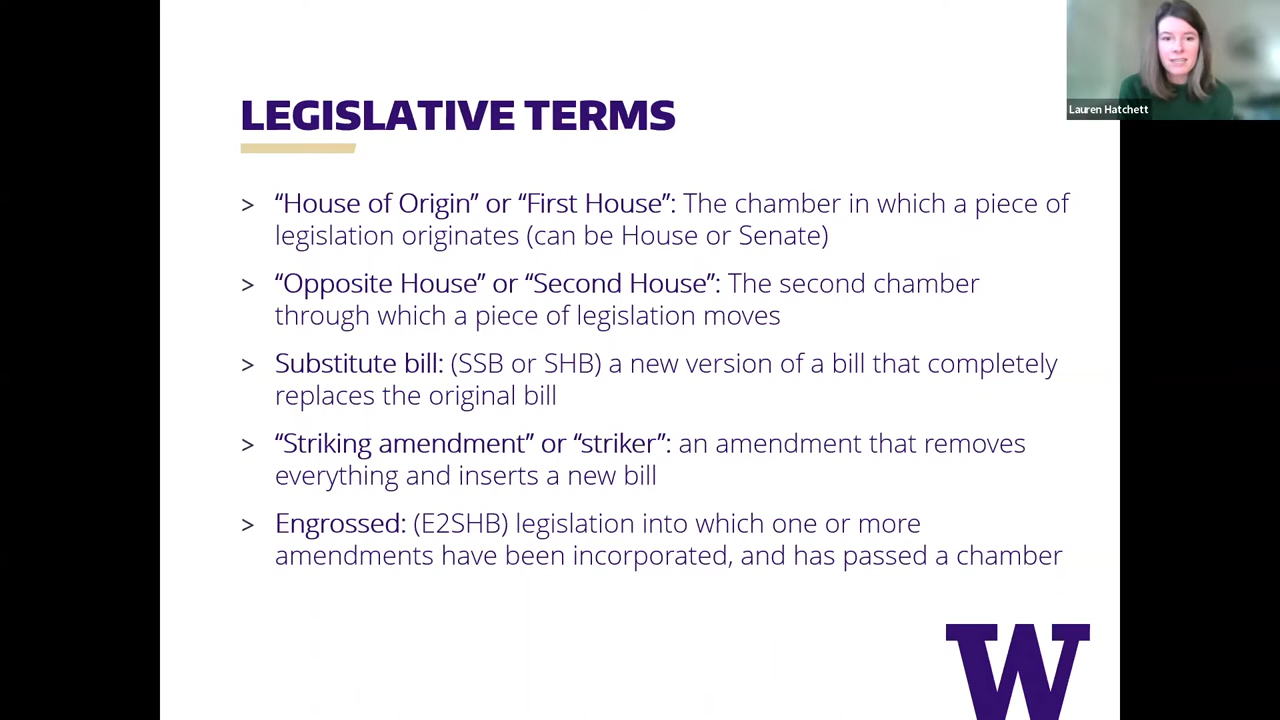 LEGISLATIVE TERMS
> “House of Origin” or “First House”: The chamber in which a piece of
legislation originates (can be House or Senate)
> “Opposite House” or “Second House”: The second chamber
through which a piece of legislation moves
> Substitute bill: (SSB or SHB) a new version of a bill that completely
replaces the original bill
> “Striking amendment” or “striker”: an amendment that removes
everything and inserts a new bill
> Engrossed: (E2SHB) legislation into which one or more
amendments have been incorporated, and has passed a chamber
Lauren Hatchett
W